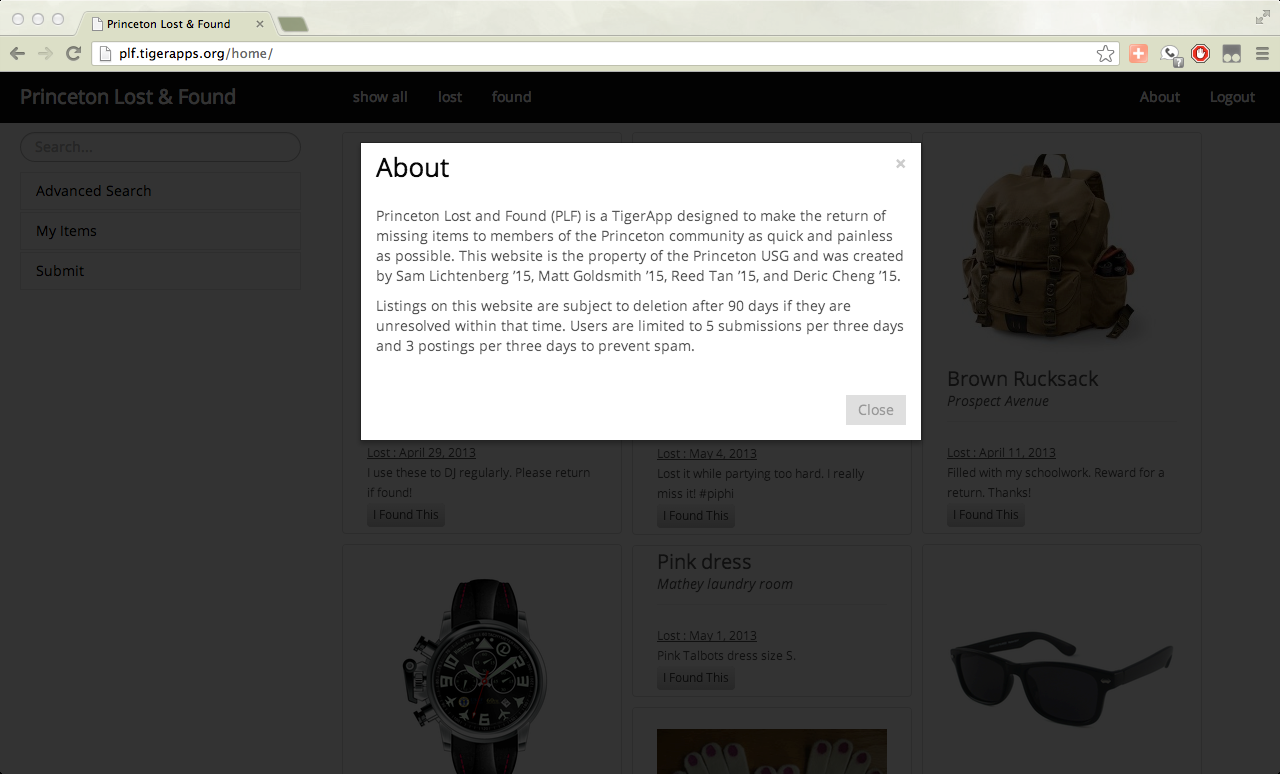 Princeton Lost & Found
plf.tigerapps.org/home/
Princeton Lost & Found
show all
lost
found
About
Logout
Search...
Advanced Search
My Items
Submit
About
×
Princeton Lost and Found (PLF) is a TigerApp designed to make the return of
missing items to members of the Princeton community as quick and painless
as possible. This website is the property of the Princeton USG and was created
by Sam Lichtenberg ’15, Matt Goldsmith ’15, Reed Tan ’15, and Deric Cheng ’15.
Listings on this website are subject to deletion after 90 days if they are
unresolved within that time. Users are limited to 5 submissions per three days
and 3 postings per three days to prevent spam.
Close
Lost : April 29, 2013
I use these to DJ regularly. Please return
if found!
I Found This
Lost : May 4, 2013
Lost it while partying too hard. I really
miss it! #piphi
I Found This
Brown Rucksack
Prospect Avenue
Lost : April 11, 2013
Filled with my schoolwork. Reward for a
return. Thanks!
I Found This
Pink dress
Mathey laundry room
Lost : May 1, 2013
Pink Talbots dress size S.
I Found This